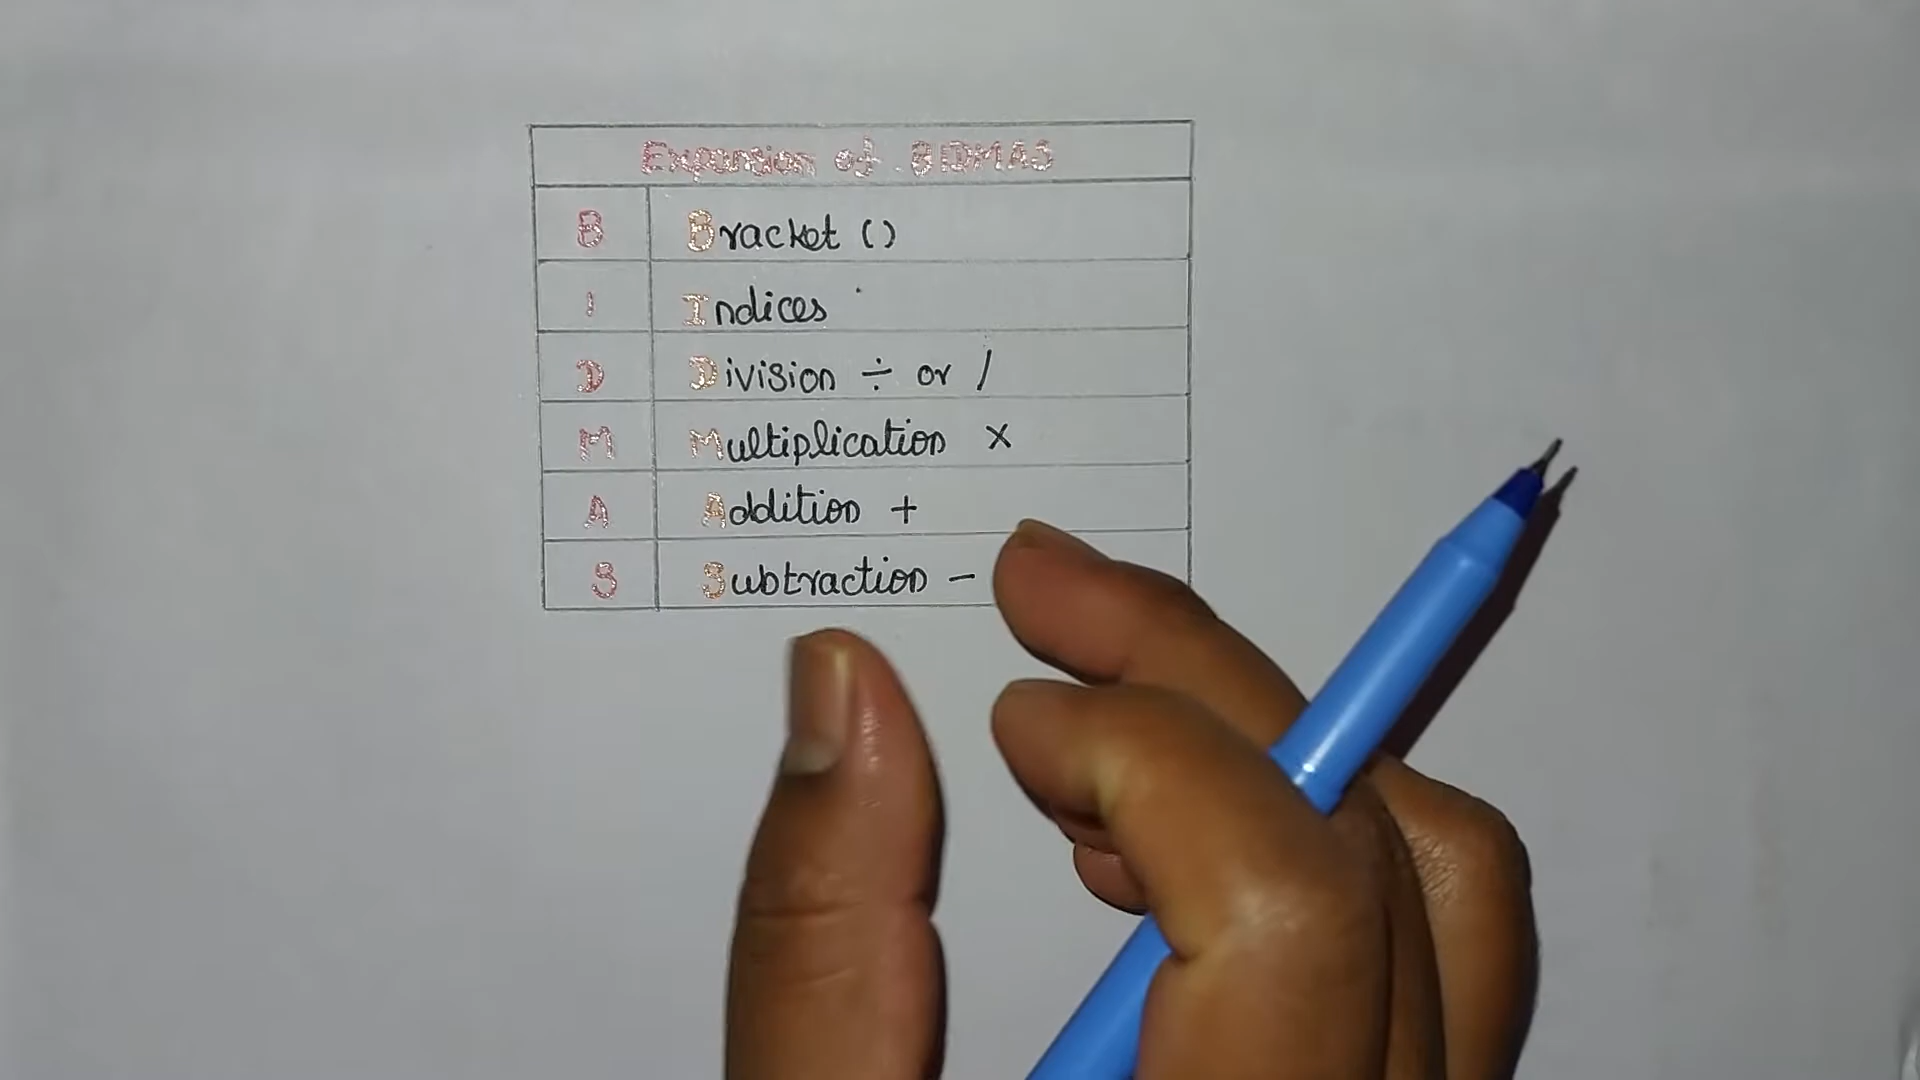 Expansion of BIDMAS
B Bracket ()
I Indices
D Division ÷ or /
M Multiplication ×
A Addition +
S Subtraction -